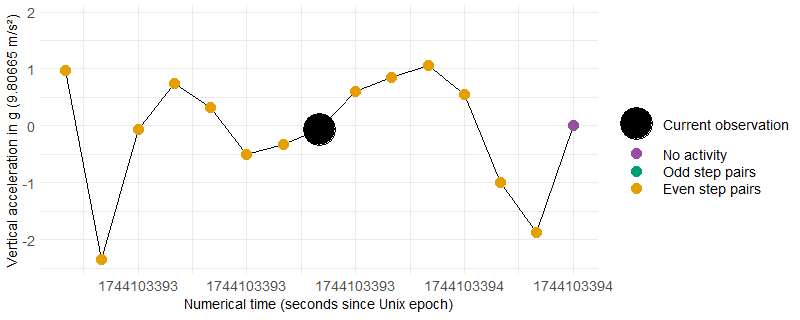 Vertical acceleration in g (9.80665 m/s²)
2
1
0
-1
-2
1744103393
1744103393
1744103393
1744103394
1744103394
Numerical time (seconds since Unix epoch)
Current observation
No activity
Odd step pairs
Even step pairs